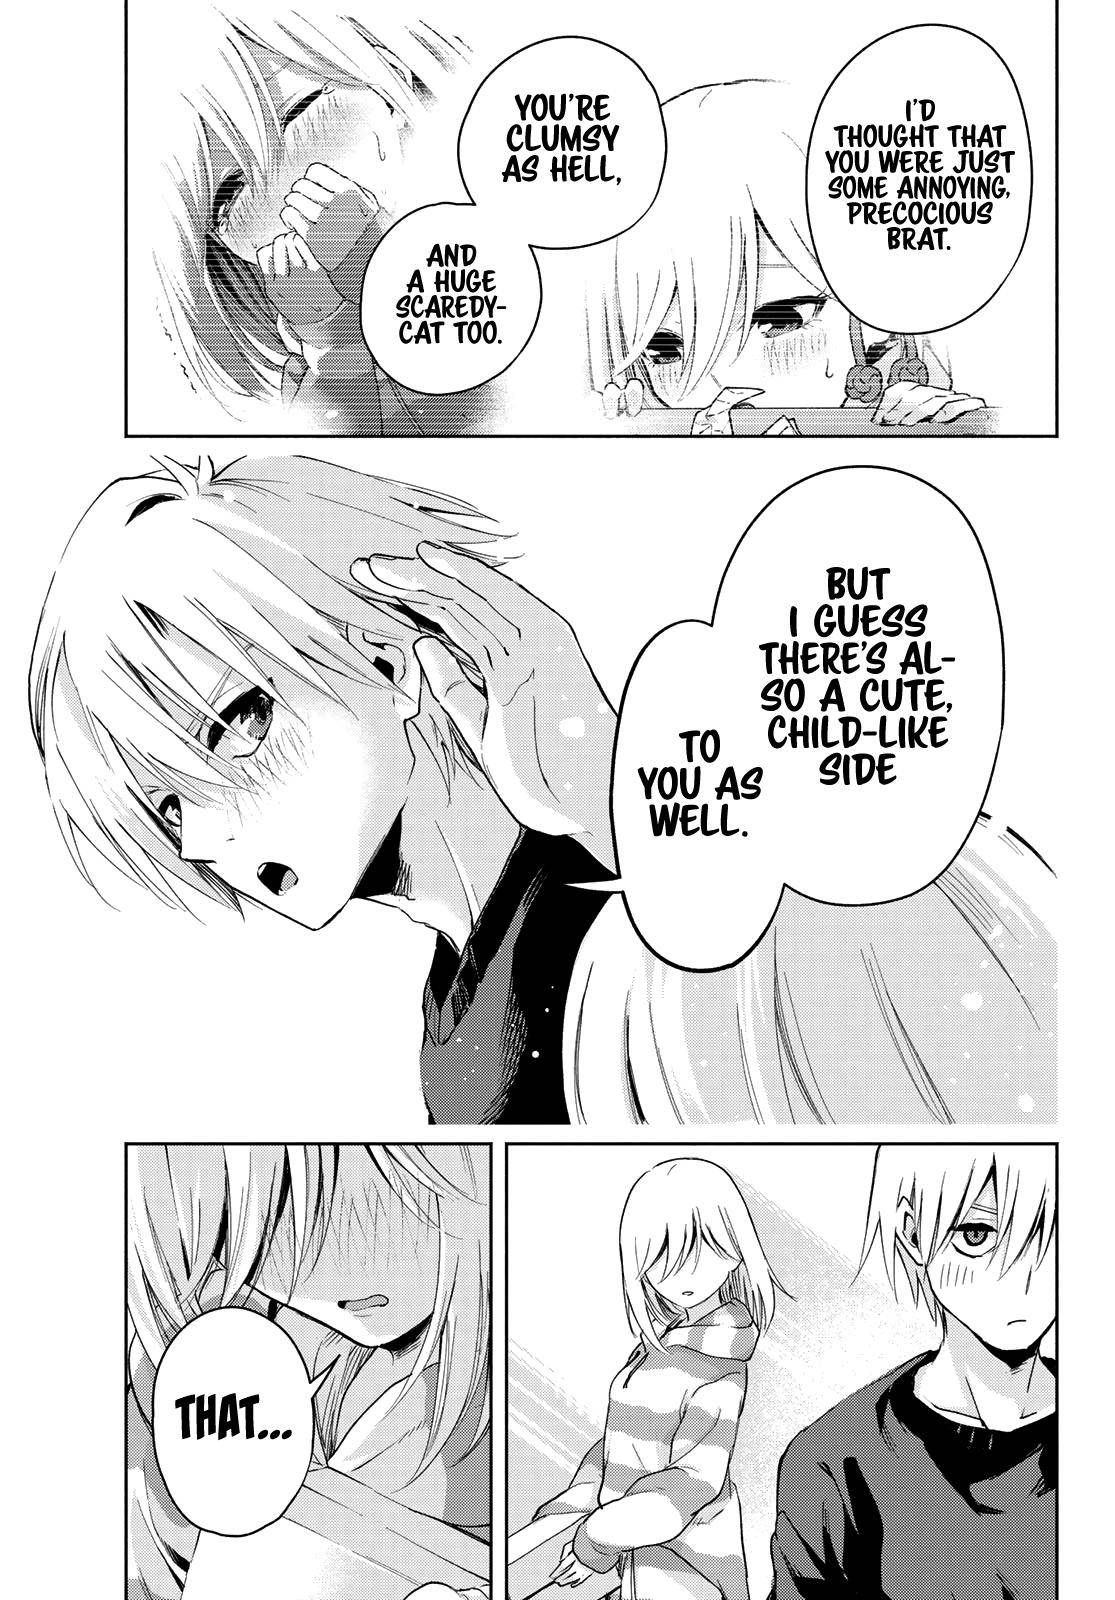 I'D
THOUGHT THAT
YOU WERE JUST
SOME ANNOYING,
PRECOCIOUS
BRAT.
YOU'RE
CLUMSY
AS HELL,
AND
A HUGE
SCAREDY-
CAT TOO.
BUT
I GUESS
THERE'S AL-
SO A CUTE,
CHILD-LIKE
SIDE
TO
YOU AS
WELL.
THAT...